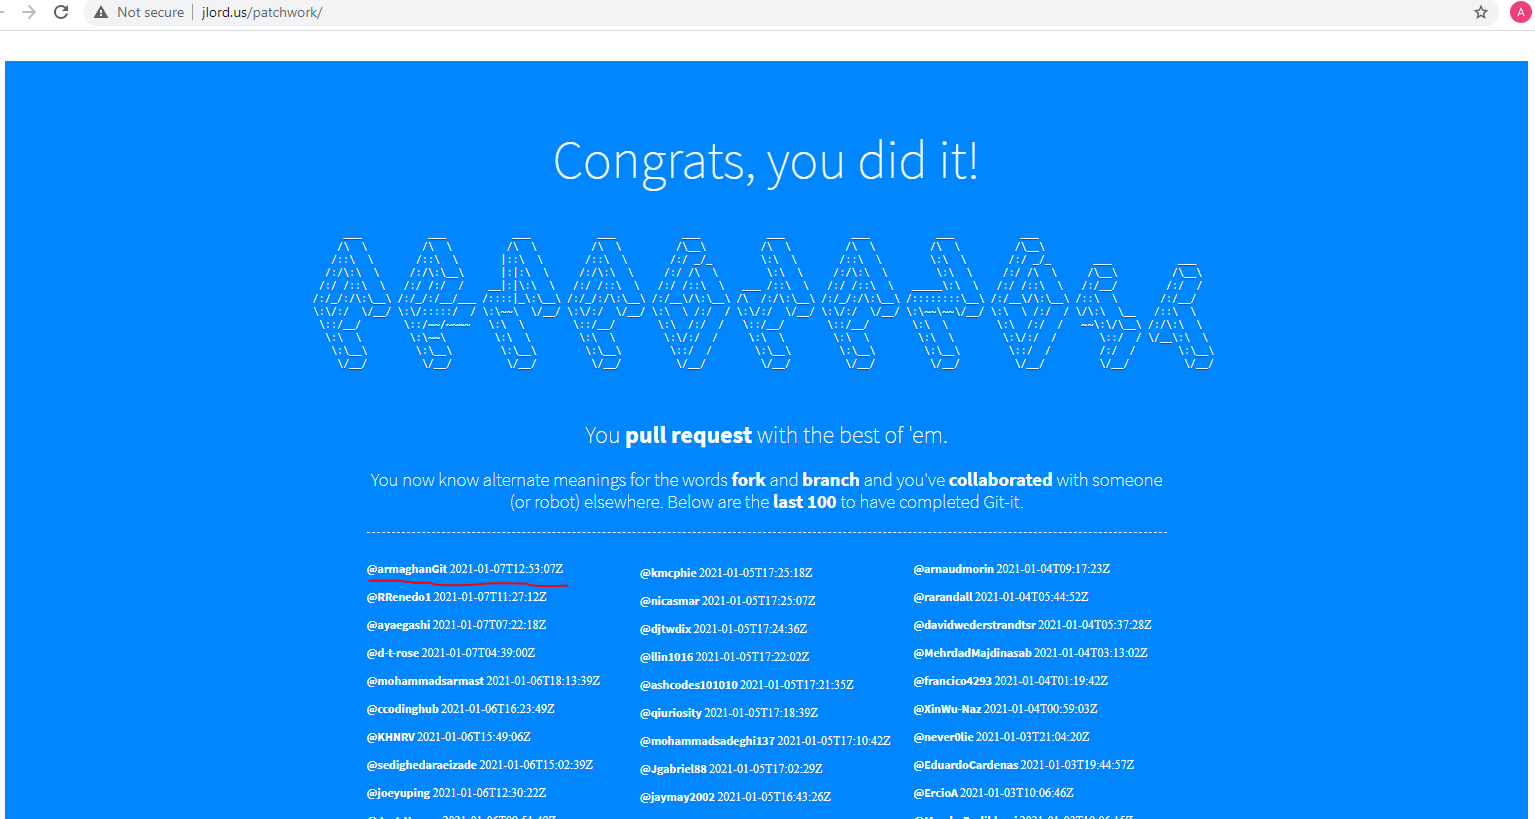 Not secure | jlord.us/patchwork/
A
Congrats, you did it!
You pull request with the best of 'em.
You now know alternate meanings for the words fork and branch and you've collaborated with someone
(or robot) elsewhere. Below are the last 100 to have completed Git-it.
@armaghanGit 2021-01-07T12:53:07Z
@RRenedo1 2021-01-07T11:27:12Z
@ayaegashi 2021-01-07T07:22:18Z
@d-t-rose 2021-01-07T04:39:00Z
@mohammadsarmast 2021-01-06T18:13:39Z
@ccodinghub 2021-01-06T16:23:49Z
@KHNRV 2021-01-06T15:49:06Z
@sedighedaraeizade 2021-01-06T15:02:39Z
@joeyuping 2021-01-06T12:30:22Z
@kmcphie 2021-01-05T17:25:18Z
@nicasmar 2021-01-05T17:25:07Z
@djtwdix 2021-01-05T17:24:36Z
@llin1016 2021-01-05T17:22:02Z
@ashcodes101010 2021-01-05T17:21:35Z
@qiuriosity 2021-01-05T17:18:39Z
@mohammadsadeghi137 2021-01-05T17:10:42Z
@Jgabriel88 2021-01-05T17:02:29Z
@jaymay2002 2021-01-05T16:43:26Z
@arnaudmorin 2021-01-04T09:17:23Z
@rarandall 2021-01-04T05:44:52Z
@davidwederstrandtsr 2021-01-04T05:37:28Z
@MehrdadMajdinasab 2021-01-04T03:13:02Z
@francico4293 2021-01-04T01:19:42Z
@XinWu-Naz 2021-01-04T00:59:03Z
@never0lie 2021-01-03T21:04:20Z
@EduardoCardenas 2021-01-03T19:44:57Z
@ErcioA 2021-01-03T10:06:46Z